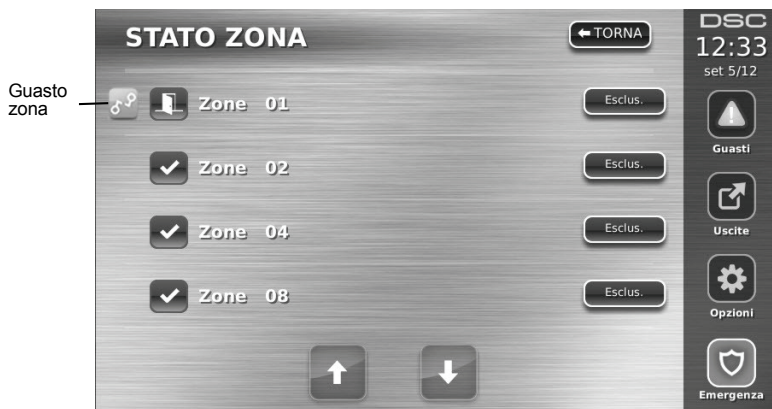 STATO ZONA
TORNA
DSC
12:33
set 5/12
Guasto
zona
Zone 01
Esclus.
Guasti
Zone 02
Esclus.
Uscite
Zone 04
Esclus.
Opzioni
Zone 08
Esclus.
Emergenza